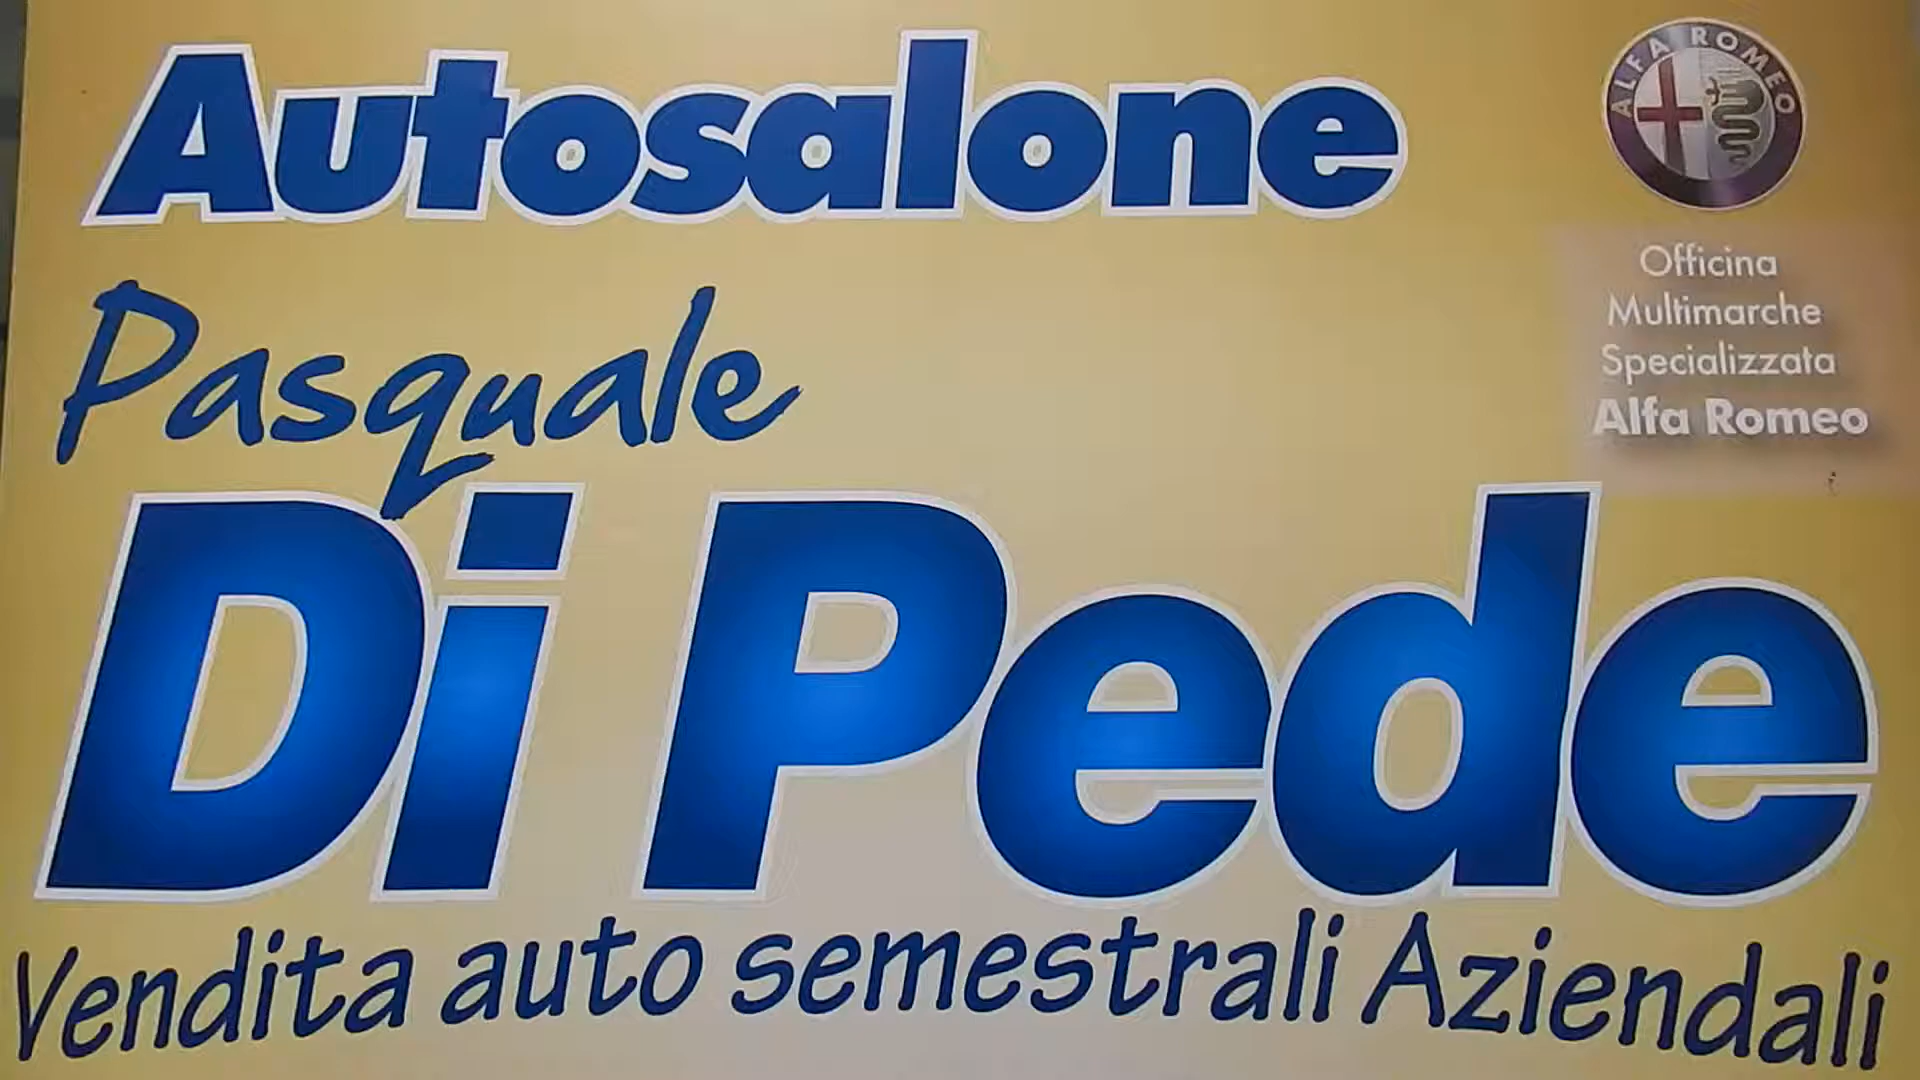 Autosalone
ALFA ROMEO
Officina
Multimarche
Specializzata
Alfa Romeo
Pasquale
Di Pede
Vendita auto semestrali Aziendali